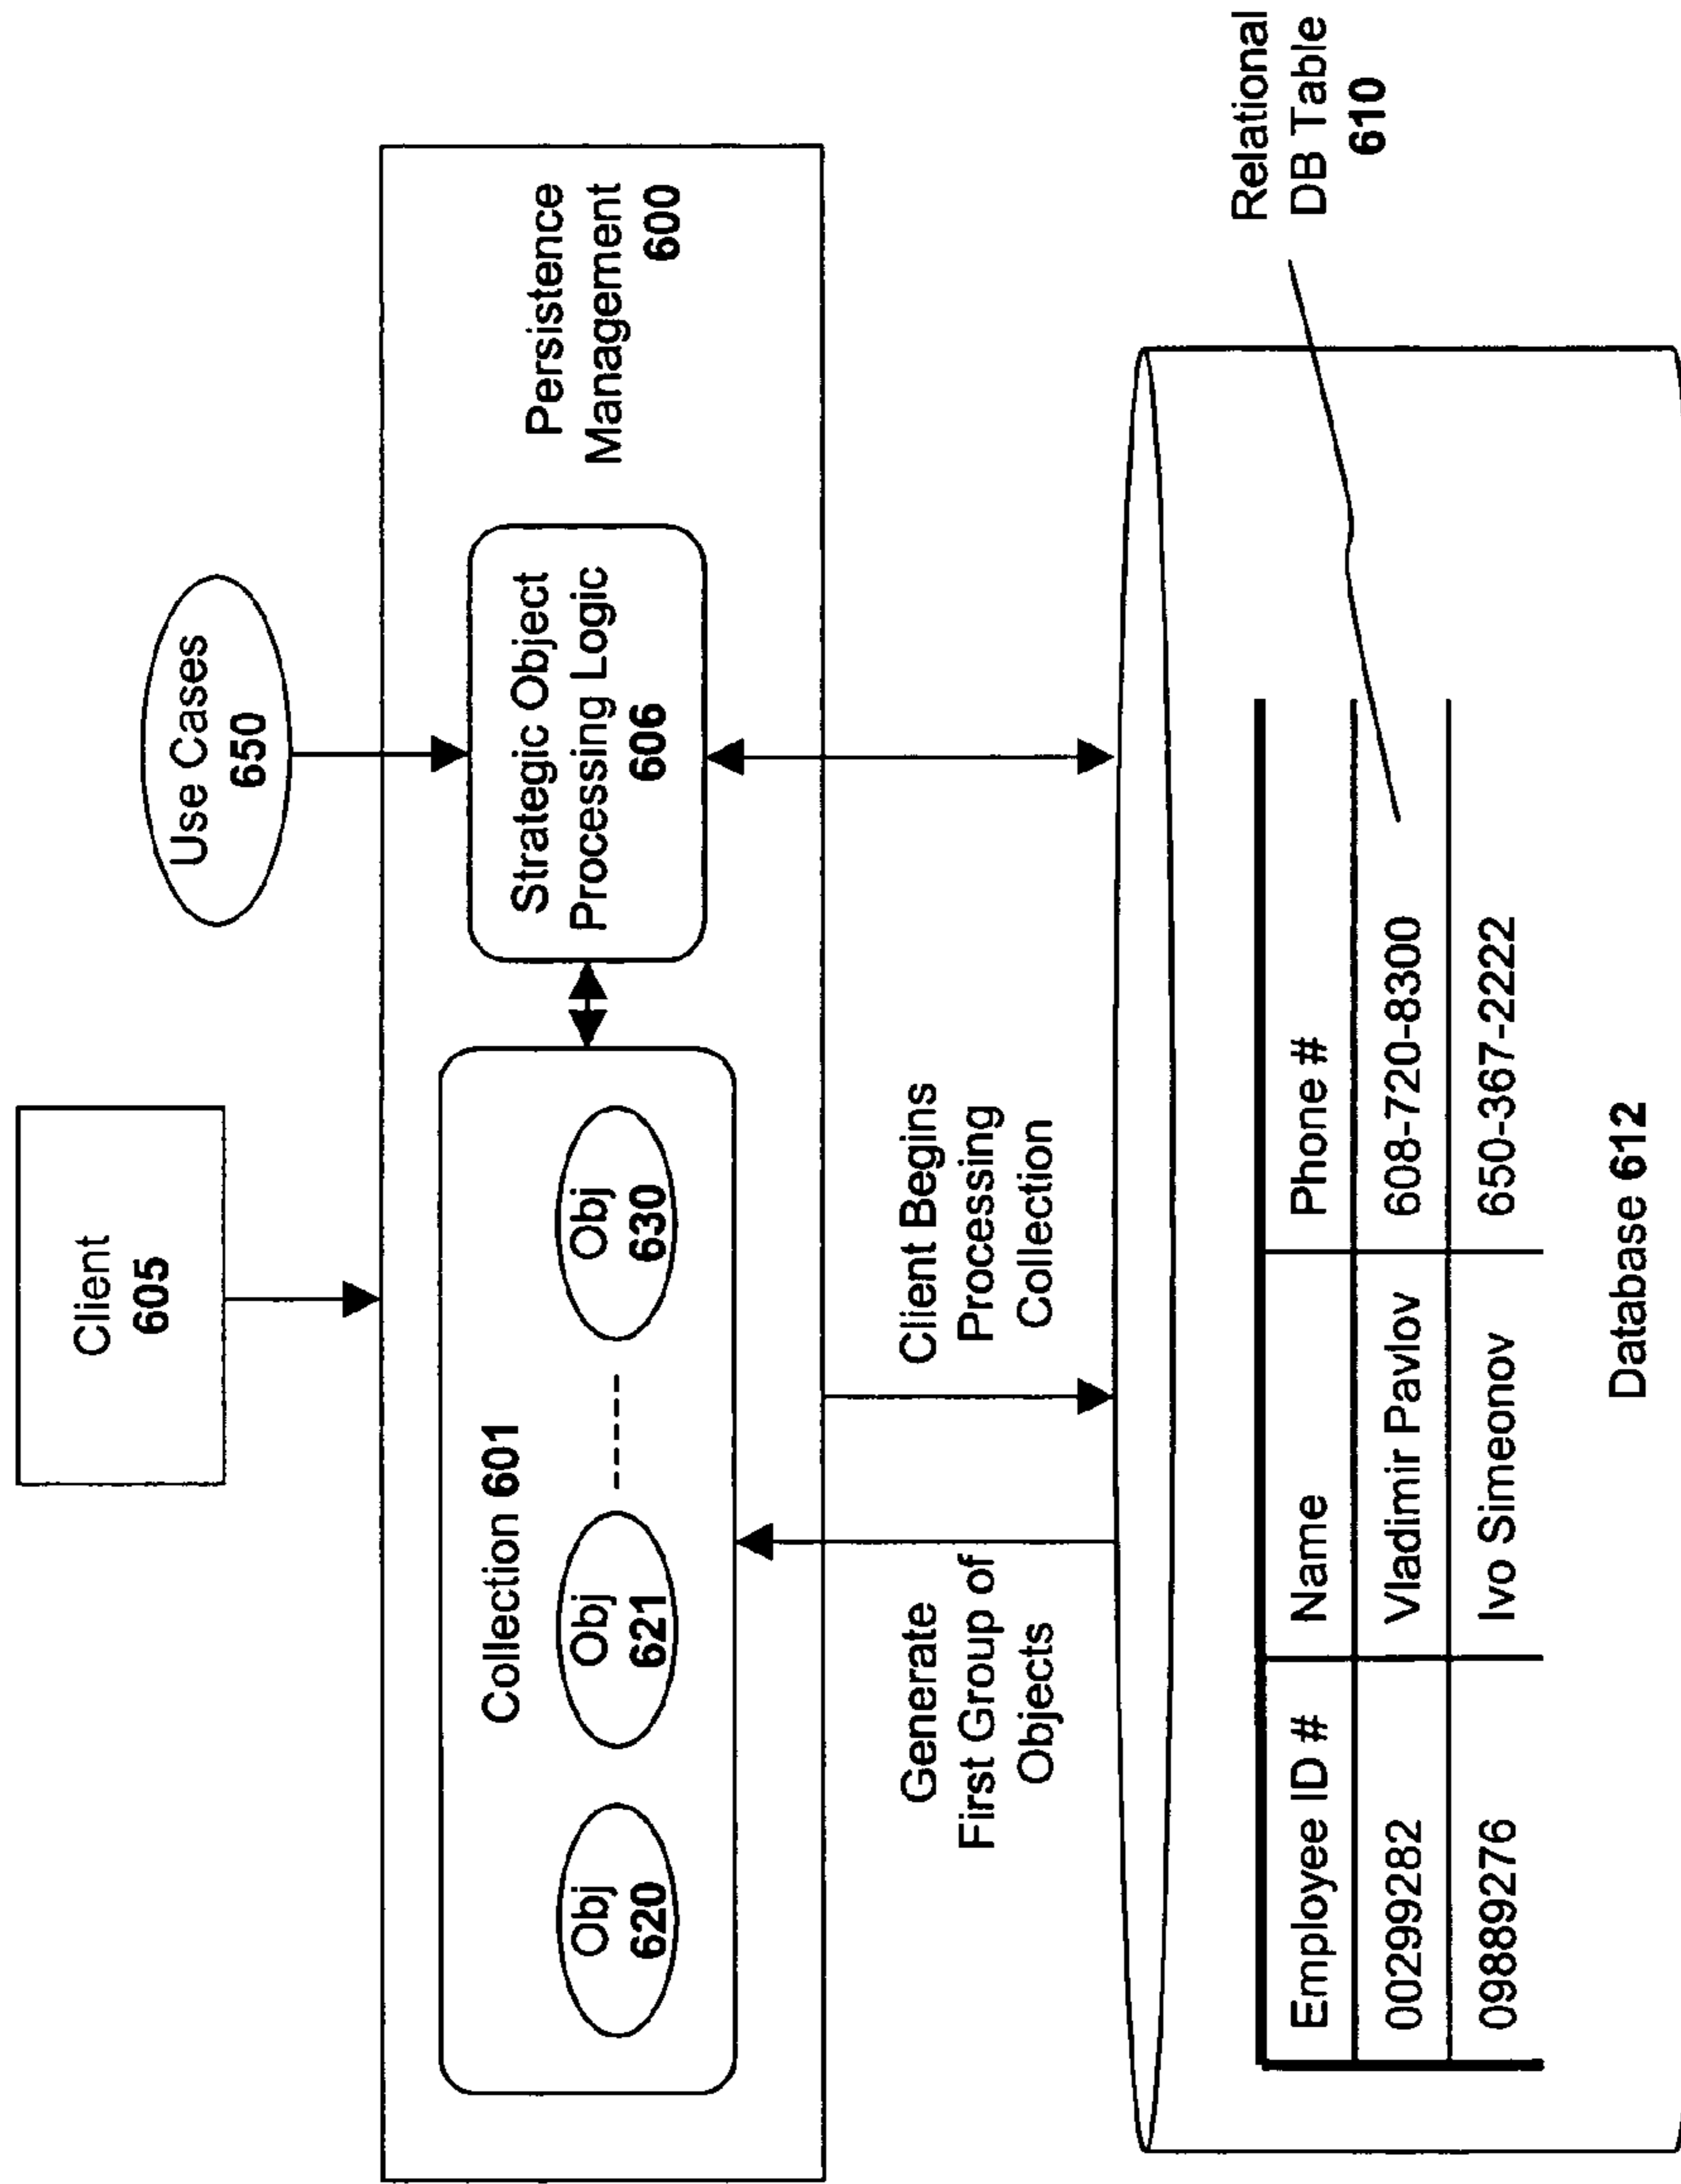 Client
605
Use Cases
650
Collection 601
Obj
620
Obj
621
Obj
630
Strategic Object
Processing Logic
606
Persistence
Management
600
Generate
First Group of
Objects
Client Begins
Processing
Collection
Relational
DB Table
610
Employee ID # Name Phone #
00299282 Vladimir Pavlov 608-720-8300
09889276 Ivo Simeonov 650-367-2222
Database 612